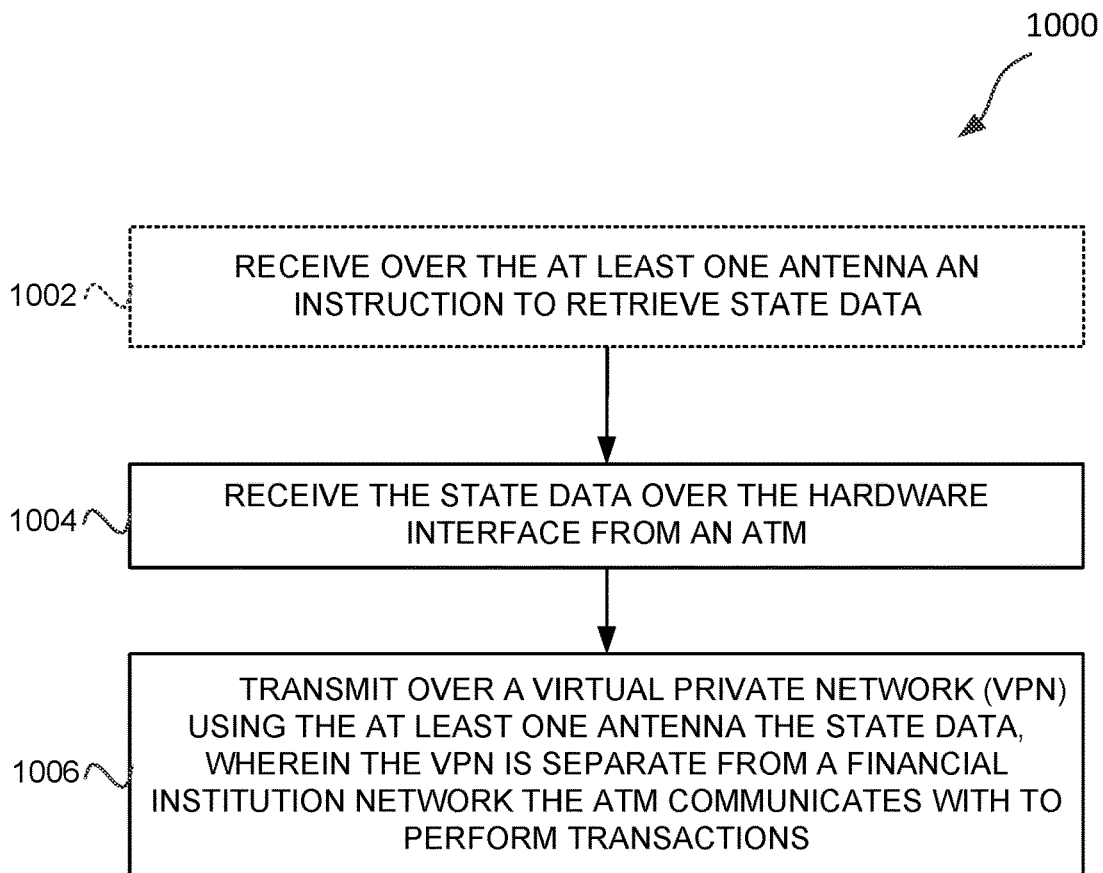 1000
1002
RECEIVE OVER THE AT LEAST ONE ANTENNA AN
INSTRUCTION TO RETRIEVE STATE DATA
1004
RECEIVE THE STATE DATA OVER THE HARDWARE
INTERFACE FROM AN ATM
1006
TRANSMIT OVER A VIRTUAL PRIVATE NETWORK (VPN)
USING THE AT LEAST ONE ANTENNA THE STATE DATA,
WHEREIN THE VPN IS SEPARATE FROM A FINANCIAL
INSTITUTION NETWORK THE ATM COMMUNICATES WITH TO
PERFORM TRANSACTIONS